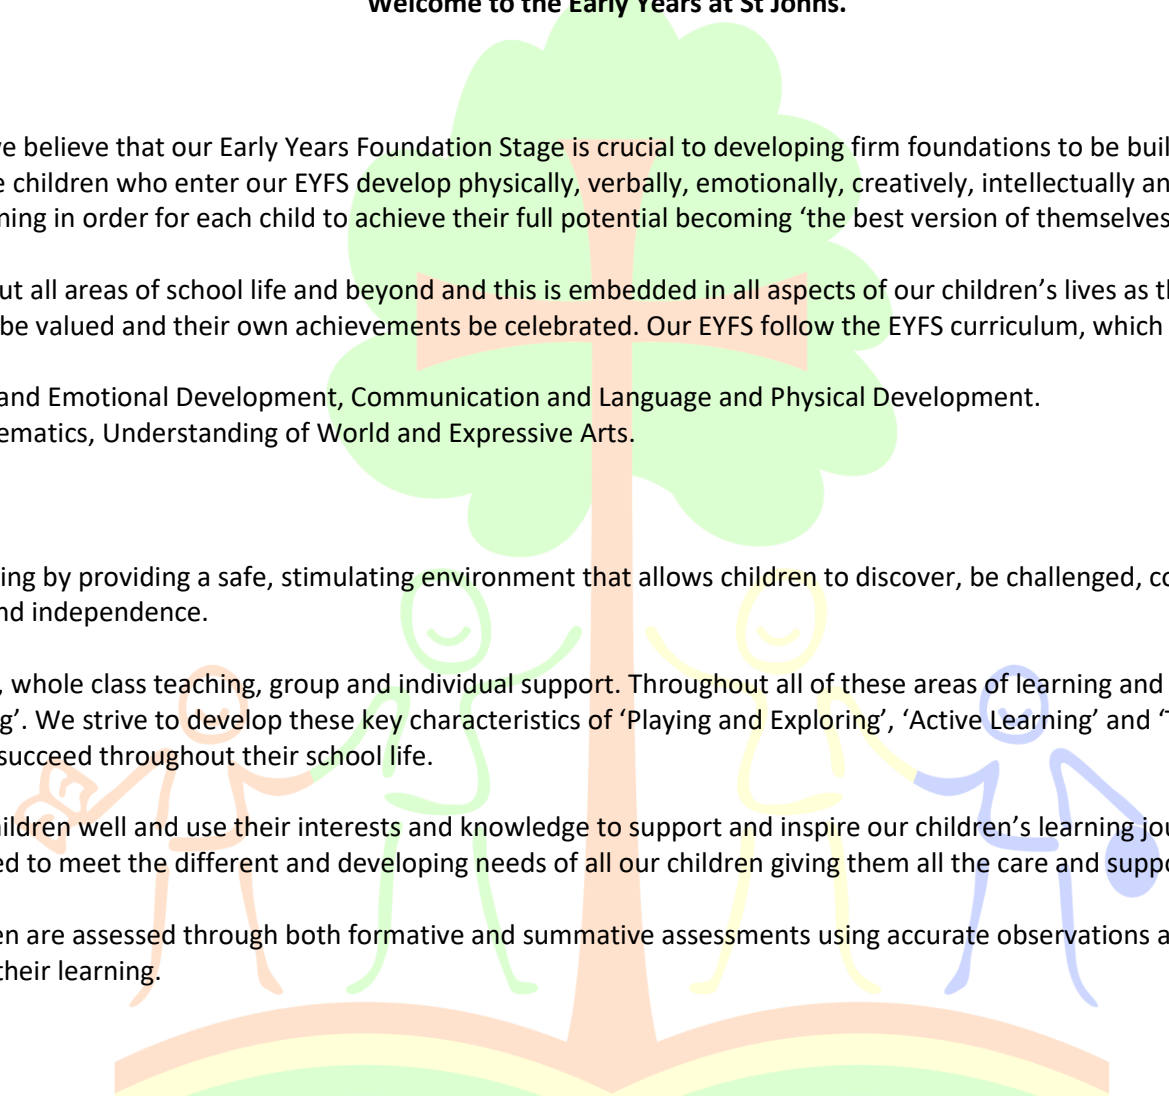 Welcome to the Early Years at St Johns.
we believe that our Early Years Foundation Stage is crucial to developing firm foundations to be buil
children who enter our EYFS develop physically, verbally, emotionally, creatively, intellectually an
ning in order for each child to achieve their full potential becoming ‘the best version of themselves
ut all areas of school life and beyond and this is embedded in all aspects of our children’s lives as th
be valued and their own achievements be celebrated. Our EYFS follow the EYFS curriculum, which
and Emotional Development, Communication and Language and Physical Development.
ematics, Understanding of World and Expressive Arts.
ing by providing a safe, stimulating environment that allows children to discover, be challenged, co
nd independence.
, whole class teaching, group and individual support. Throughout all of these areas of learning and
g’. We strive to develop these key characteristics of ‘Playing and Exploring’, ‘Active Learning’ and ‘T
succeed throughout their school life.
hildren well and use their interests and knowledge to support and inspire our children’s learning jou
ed to meet the different and developing needs of all our children giving them all the care and suppo
en are assessed through both formative and summative assessments using accurate observations a
their learning.